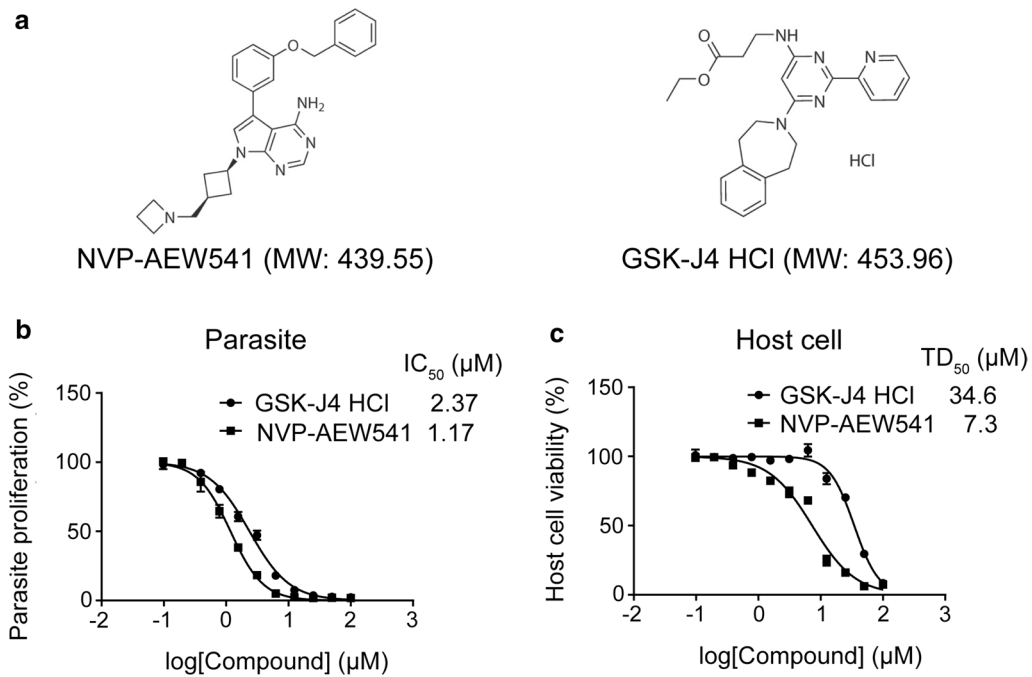 a
O
NH2
N
N
N
N
O
O
NH
N
N
N
N
HCl
NVP-AEW541 (MW: 439.55)
GSK-J4 HCl (MW: 453.96)
b
Parasite
IC50 (µM)
GSK-J4 HCl 2.37
NVP-AEW541 1.17
Parasite proliferation (%)
150
100
50
0
-2 -1 0 1 2 3
log[Compound] (µM)
c
Host cell
TD50 (µM)
GSK-J4 HCl 34.6
NVP-AEW541 7.3
Host cell viability (%)
150
100
50
0
-2 -1 0 1 2 3
log[Compound] (µM)